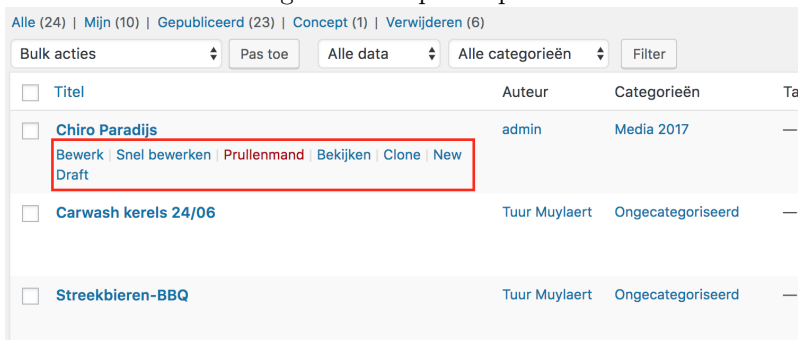 Alle (24) | Mijn (10) | Gepubliceerd (23) | Concept (1) | Verwijderen (6)
Bulk acties Pas toe Alle data Alle categorieën Filter
Titel Auteur Categorieën Ta
Chiro Paradijs admin Media 2017 —
Bewerk | Snel bewerken | Prullenmand | Bekijken | Clone | New
Draft
Carwash kerels 24/06 Tuur Muylaert Ongecategoriseerd —
Streekbieren-BBQ Tuur Muylaert Ongecategoriseerd —